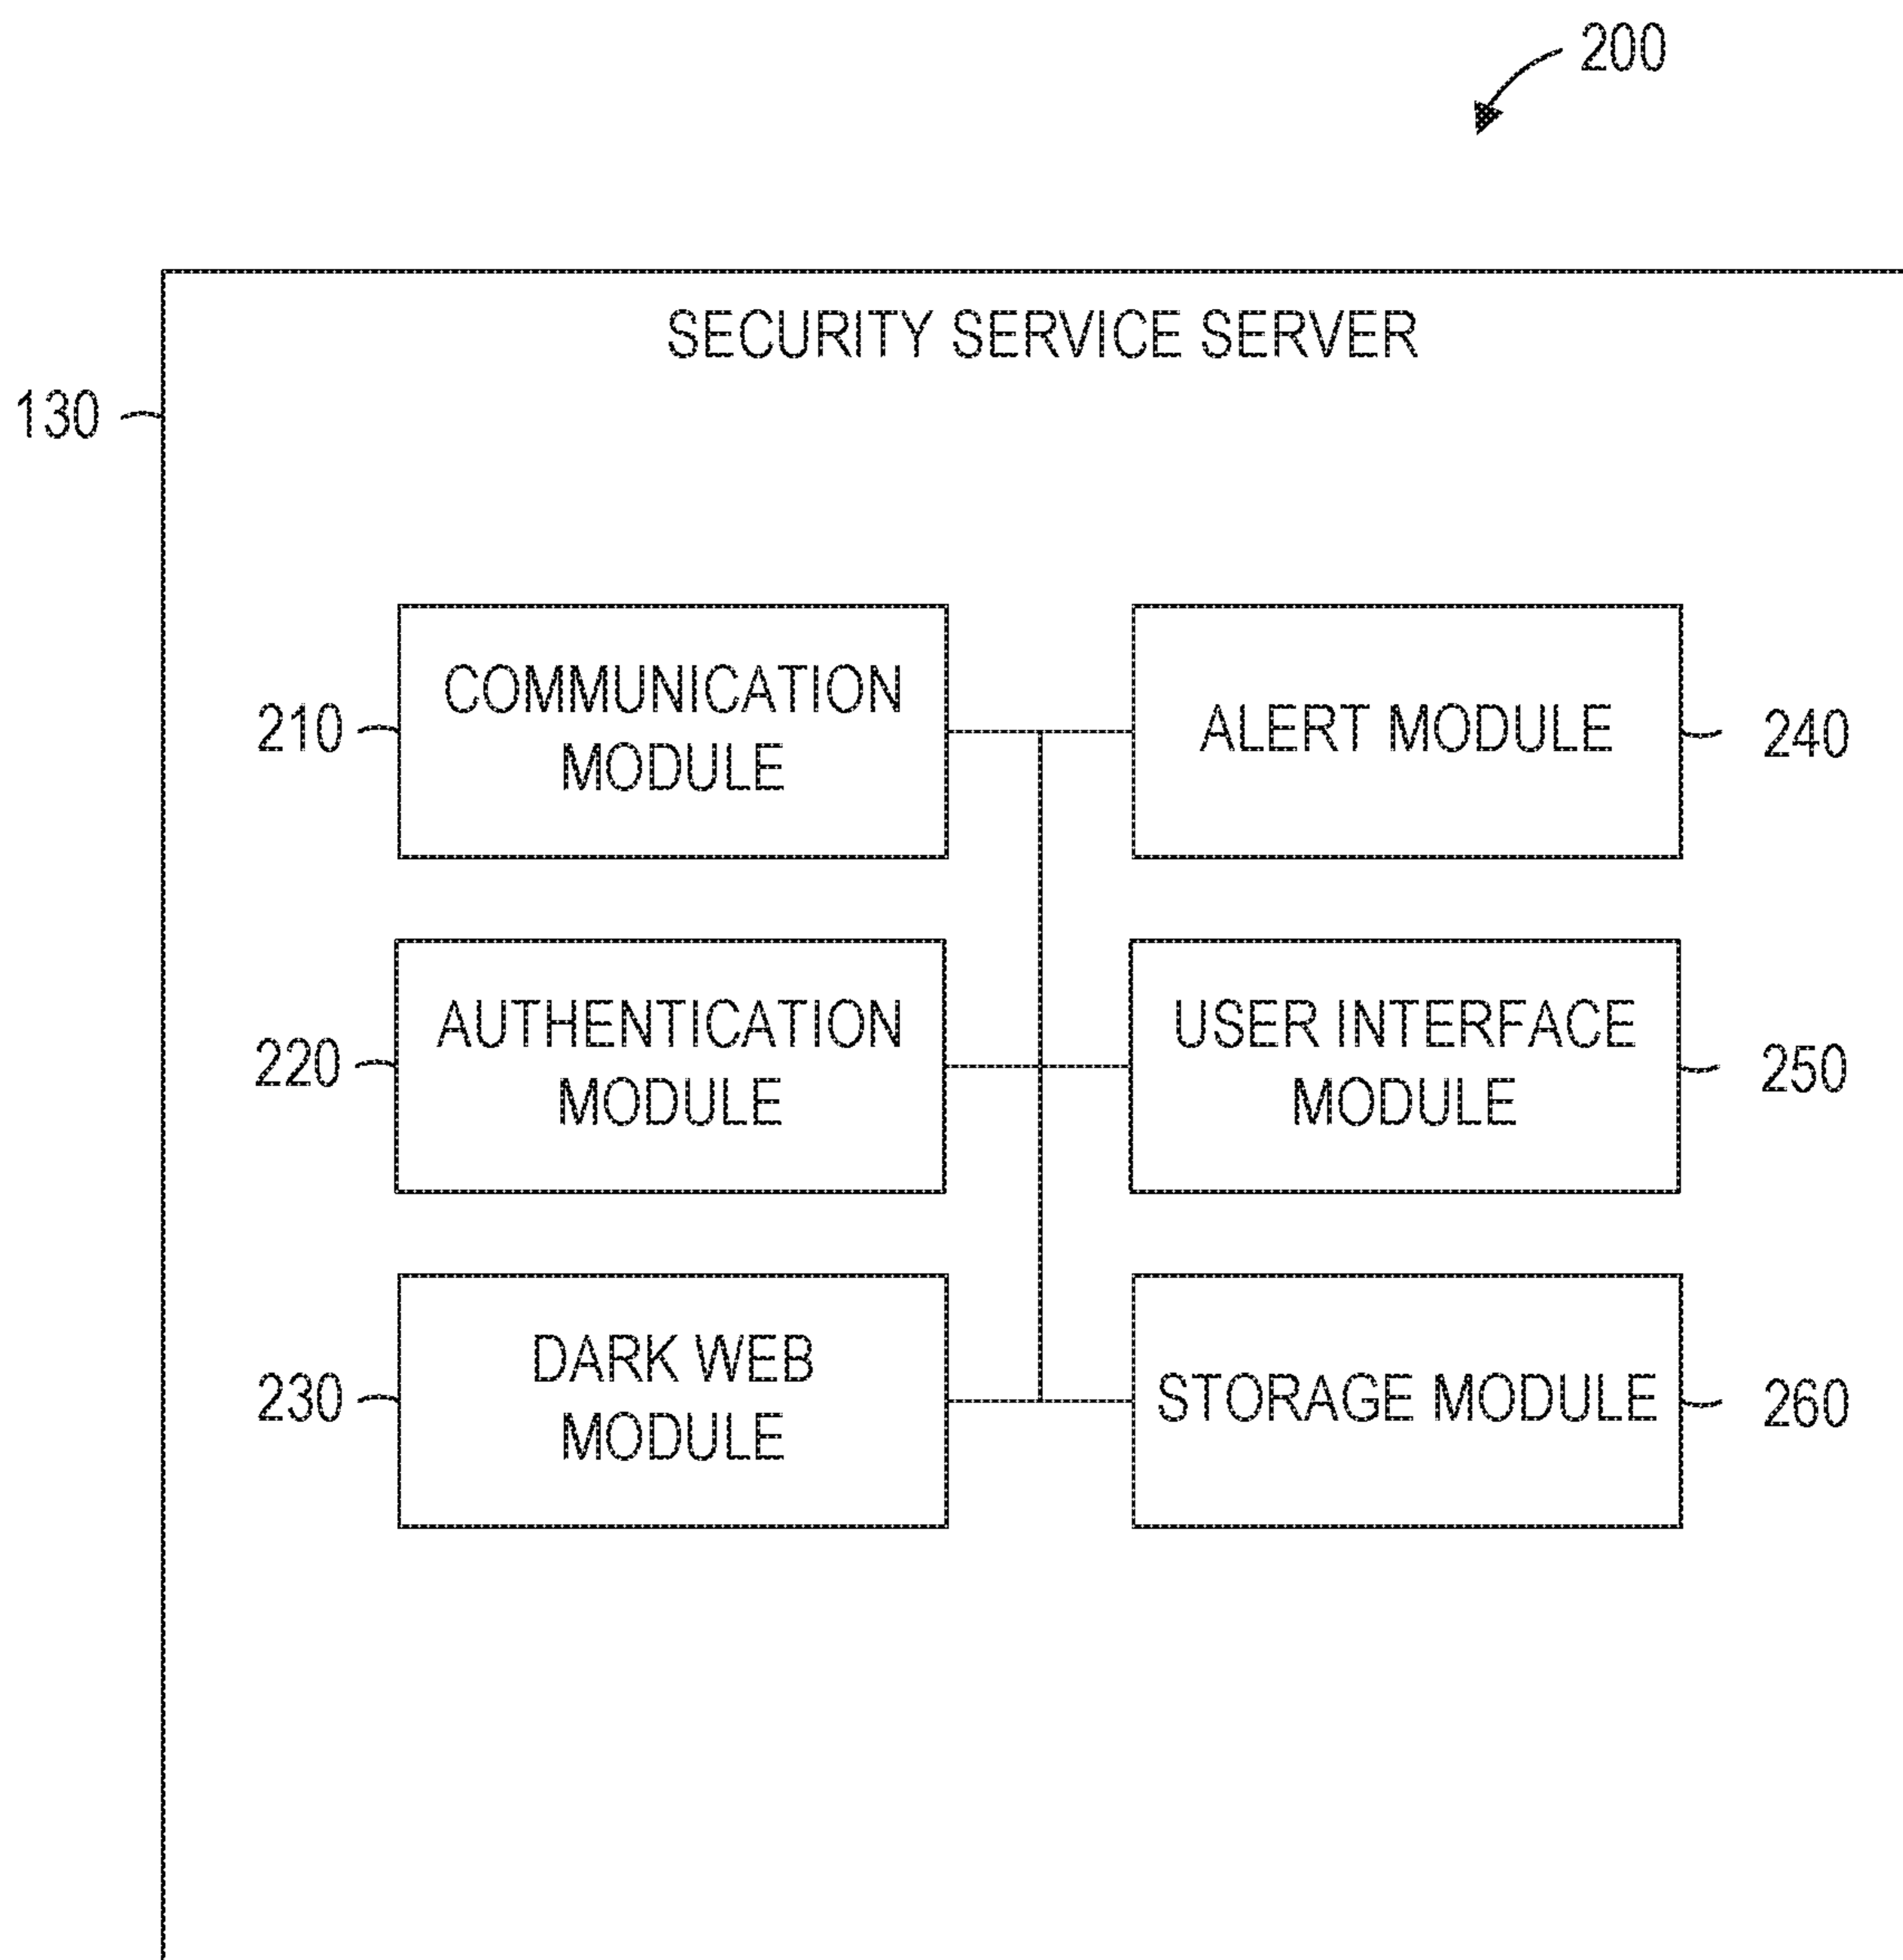 200
SECURITY SERVICE SERVER
130
COMMUNICATION
MODULE
210
ALERT MODULE
240
AUTHENTICATION
MODULE
220
USER INTERFACE
MODULE
250
DARK WEB
MODULE
230
STORAGE MODULE
260